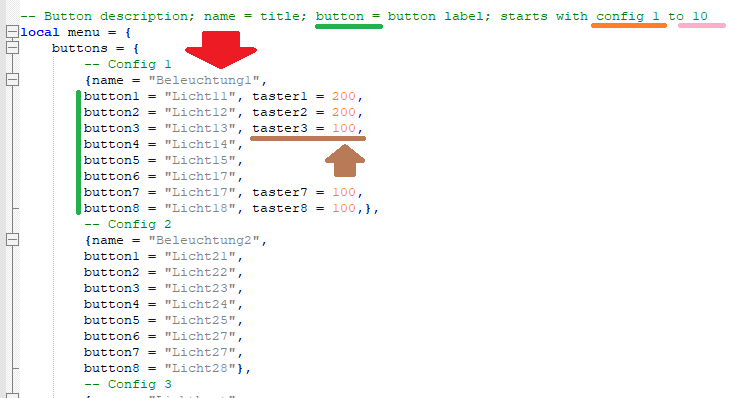 -- Button description; name = title; button = button label; starts with config 1 to 10
local menu = {
buttons = {
-- Config 1
{name = "Beleuchtung1",
button1 = "Licht11", taster1 = 200,
button2 = "Licht12", taster2 = 200,
button3 = "Licht13", taster3 = 100,
button4 = "Licht14",
button5 = "Licht15",
button6 = "Licht17",
button7 = "Licht17", taster7 = 100,
button8 = "Licht18", taster8 = 100,},
-- Config 2
{name = "Beleuchtung2",
button1 = "Licht21",
button2 = "Licht22",
button3 = "Licht23",
button4 = "Licht24",
button5 = "Licht25",
button6 = "Licht27",
button7 = "Licht27",
button8 = "Licht28"},
-- Config 3